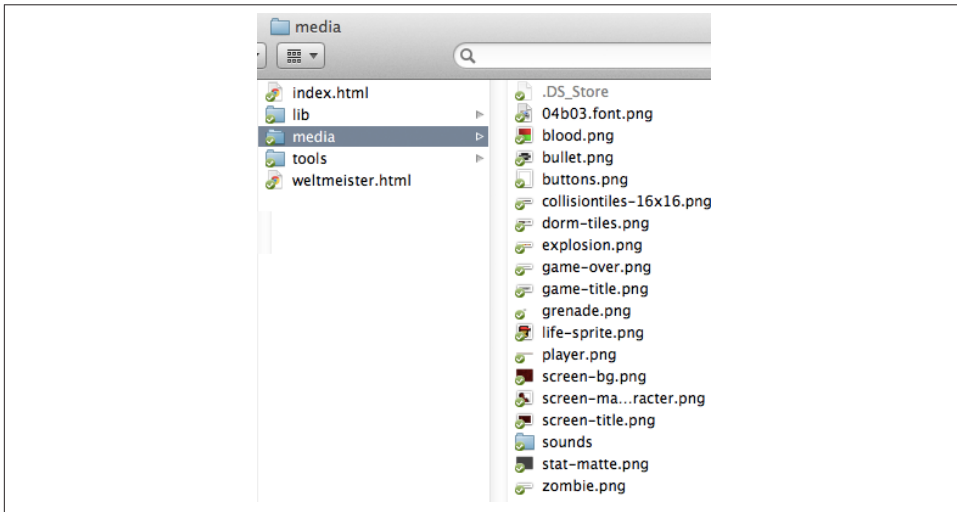 media
index.html
lib
media
tools
weltmeister.html
.DS_Store
04b03.font.png
blood.png
bullet.png
buttons.png
collisiontiles-16x16.png
dorm-tiles.png
explosion.png
game-over.png
game-title.png
grenade.png
life-sprite.png
player.png
screen-bg.png
screen-ma...racter.png
screen-title.png
sounds
stat-matte.png
zombie.png